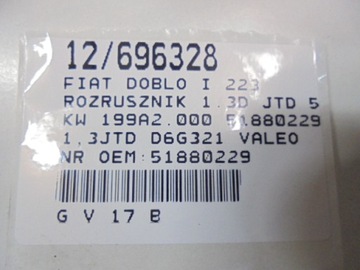 12/696328
FIAT DOBLO I 223
ROZRUSZNIK 1.3D JTD 5
KW 199A2.000 51880229
1,3JTD D6G321 VALEO
NR OEM:51880229
G V 17 B